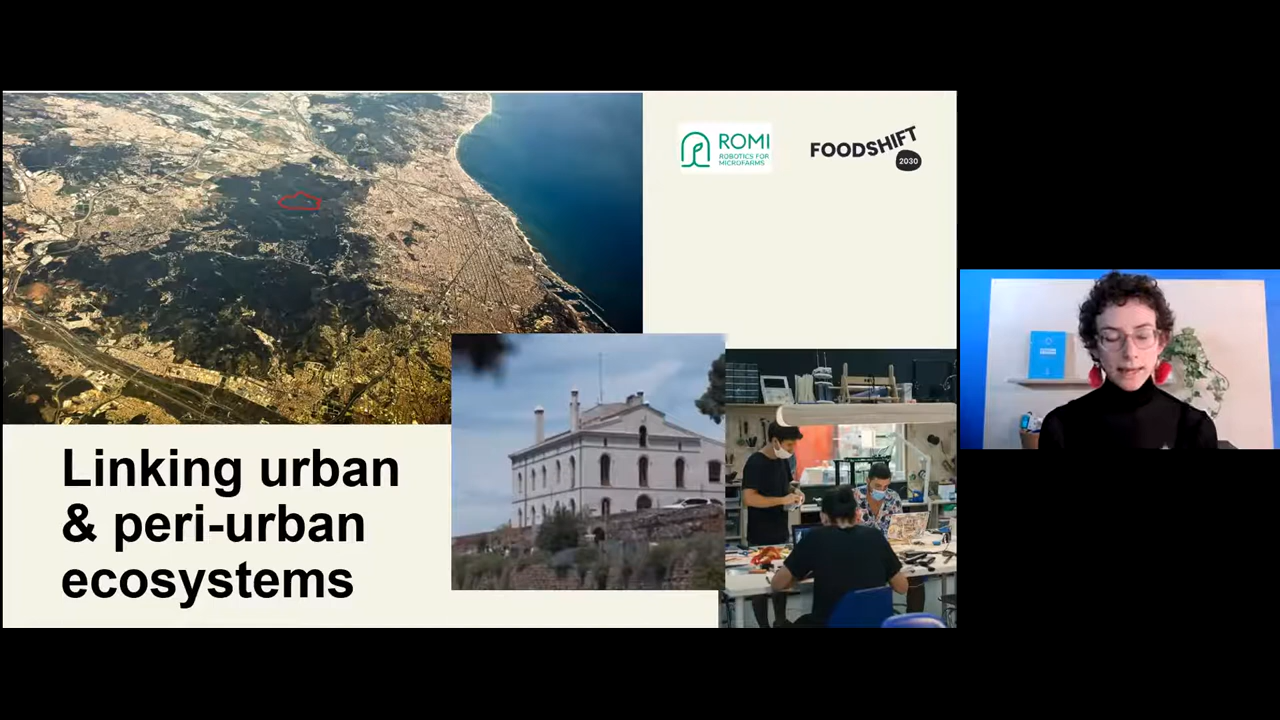 ROMI
ROBOTICS FOR
MICROFARMS
FOODSHIFT
2030
Linking urban
& peri-urban
ecosystems